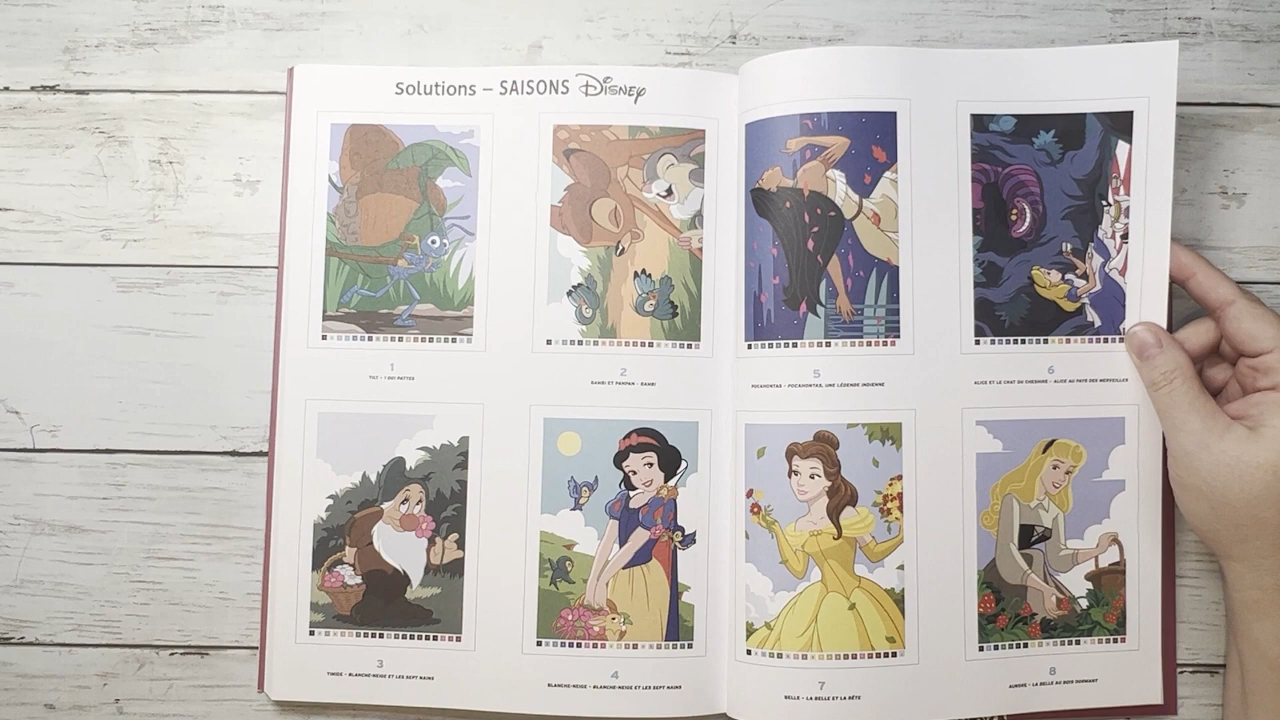 Solutions – SAISONS Disney
1
TILT - 1001 PATTES
2
BAMBI ET PANPAN - BAMBI
5
POCAHONTAS - POCAHONTAS, UNE LÉGENDE INDIENNE
6
ALICE ET LE CHAT DU CHESHIRE - ALICE AU PAYS DES MERVEILLES
3
TIMIDE - BLANCHE-NEIGE ET LES SEPT NAINS
4
BLANCHE-NEIGE - BLANCHE-NEIGE ET LES SEPT NAINS
7
BELLE - LA BELLE ET LA BÊTE
8
AURORE - LA BELLE AU BOIS DORMANT